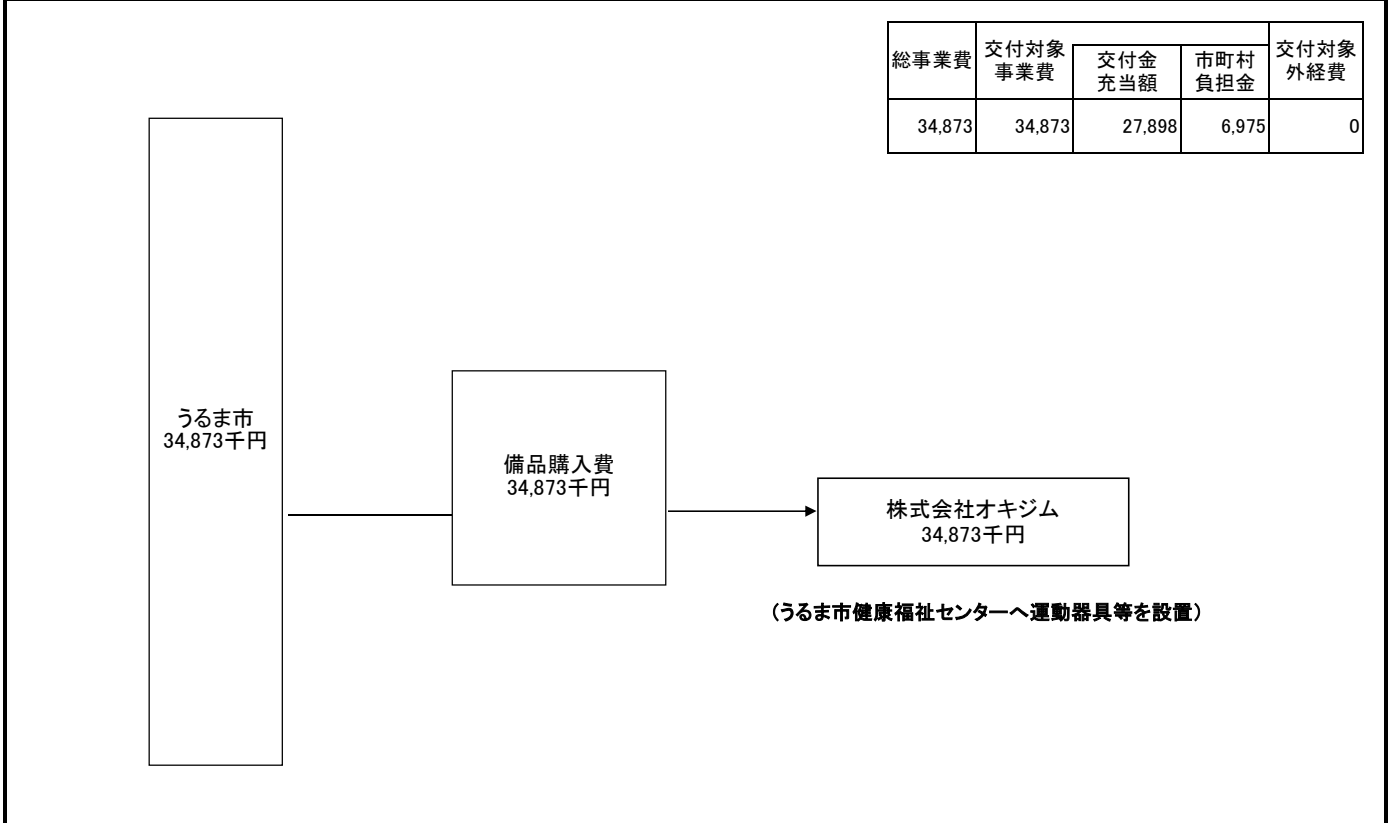 総事業費
交付対象
事業費
交付金
充当額
市町村
負担金
交付対象
外経費
34,873 34,873 27,898 6,975 0
うるま市
34,873千円
備品購入費
34,873千円
株式会社オキジム
34,873千円
(うるま市健康福祉センターへ運動器具等を設置)